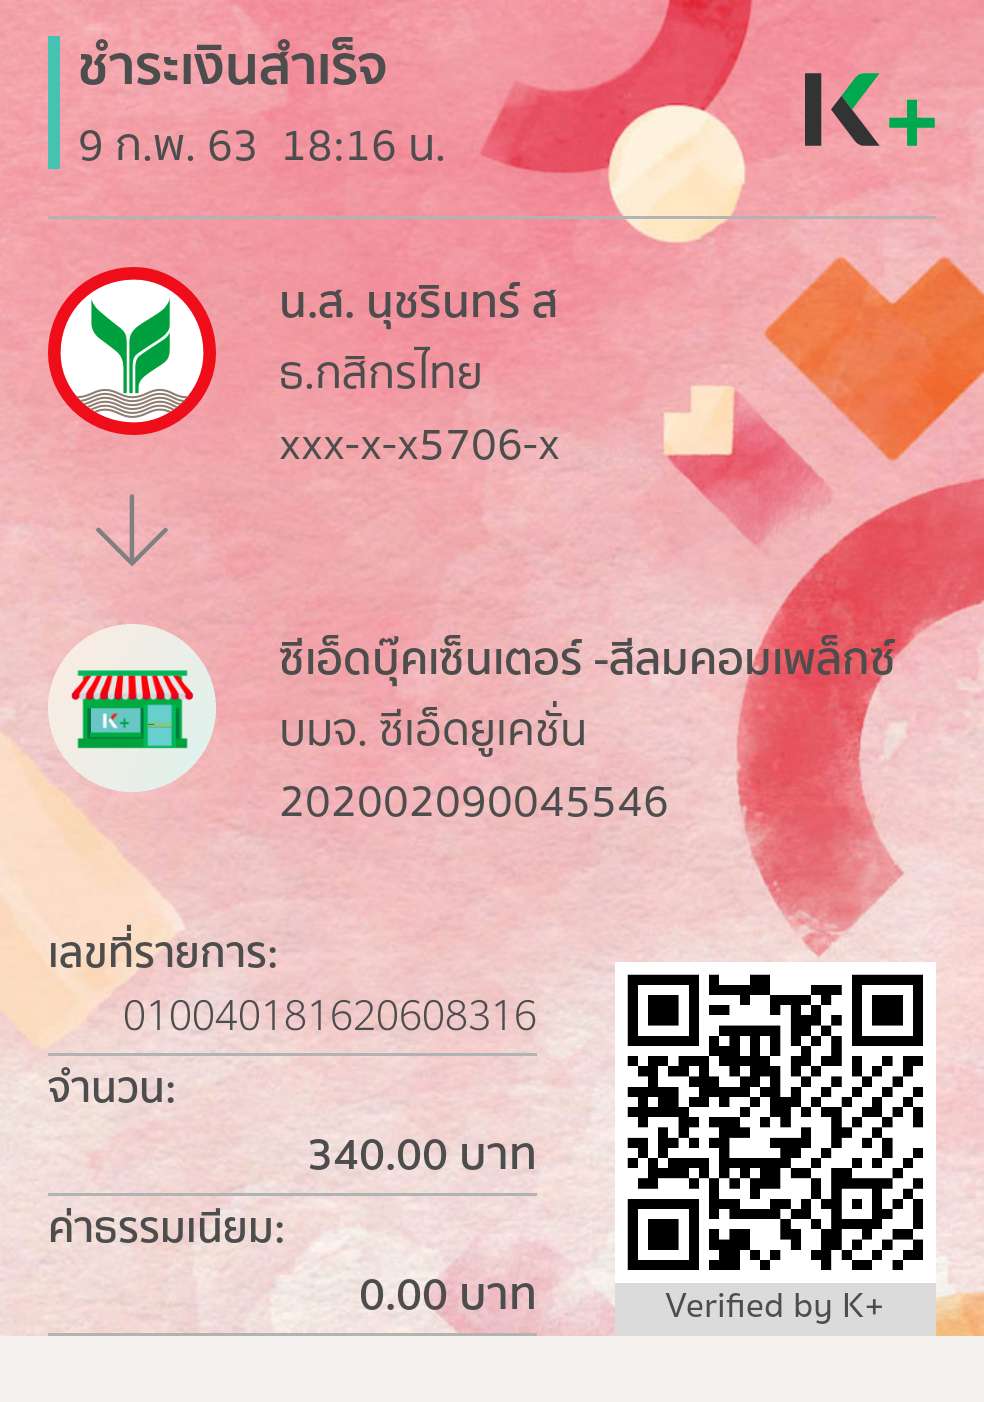 ชำระเงินสำเร็จ
9 ก.พ. 63 18:16 น.
K+
น.ส. นุชรินทร์ ส
ธ.กสิกรไทย
xxx-x-x5706-x
ซีเอ็ดบุ๊คเซ็นเตอร์ -สีลมคอมเพล็กซ์
บมจ. ซีเอ็ดยูเคชั่น
202002090045546
K+
เลขที่รายการ:
010040181620608316
จำนวน:
340.00 บาท
ค่าธรรมเนียม:
0.00 บาท
Verified by K+